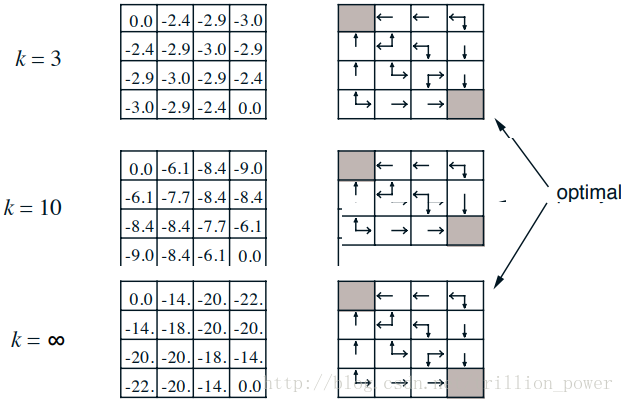 0.0 -2.4 -2.9 -3.0
-2.4 -2.9 -3.0 -2.9
k = 3
-2.9 -3.0 -2.9 -2.4
-3.0 -2.9 -2.4 0.0
0.0 -6.1 -8.4 -9.0
-6.1 -7.7 -8.4 -8.4
optimal
k = 10
-8.4 -8.4 -7.7 -6.1
-9.0 -8.4 -6.1 0.0
0.0 -14. -20. -22.
-14. -18. -20. -20.
k = ∞
-20. -20. -18. -14.
-22. -20. -14. 0.0